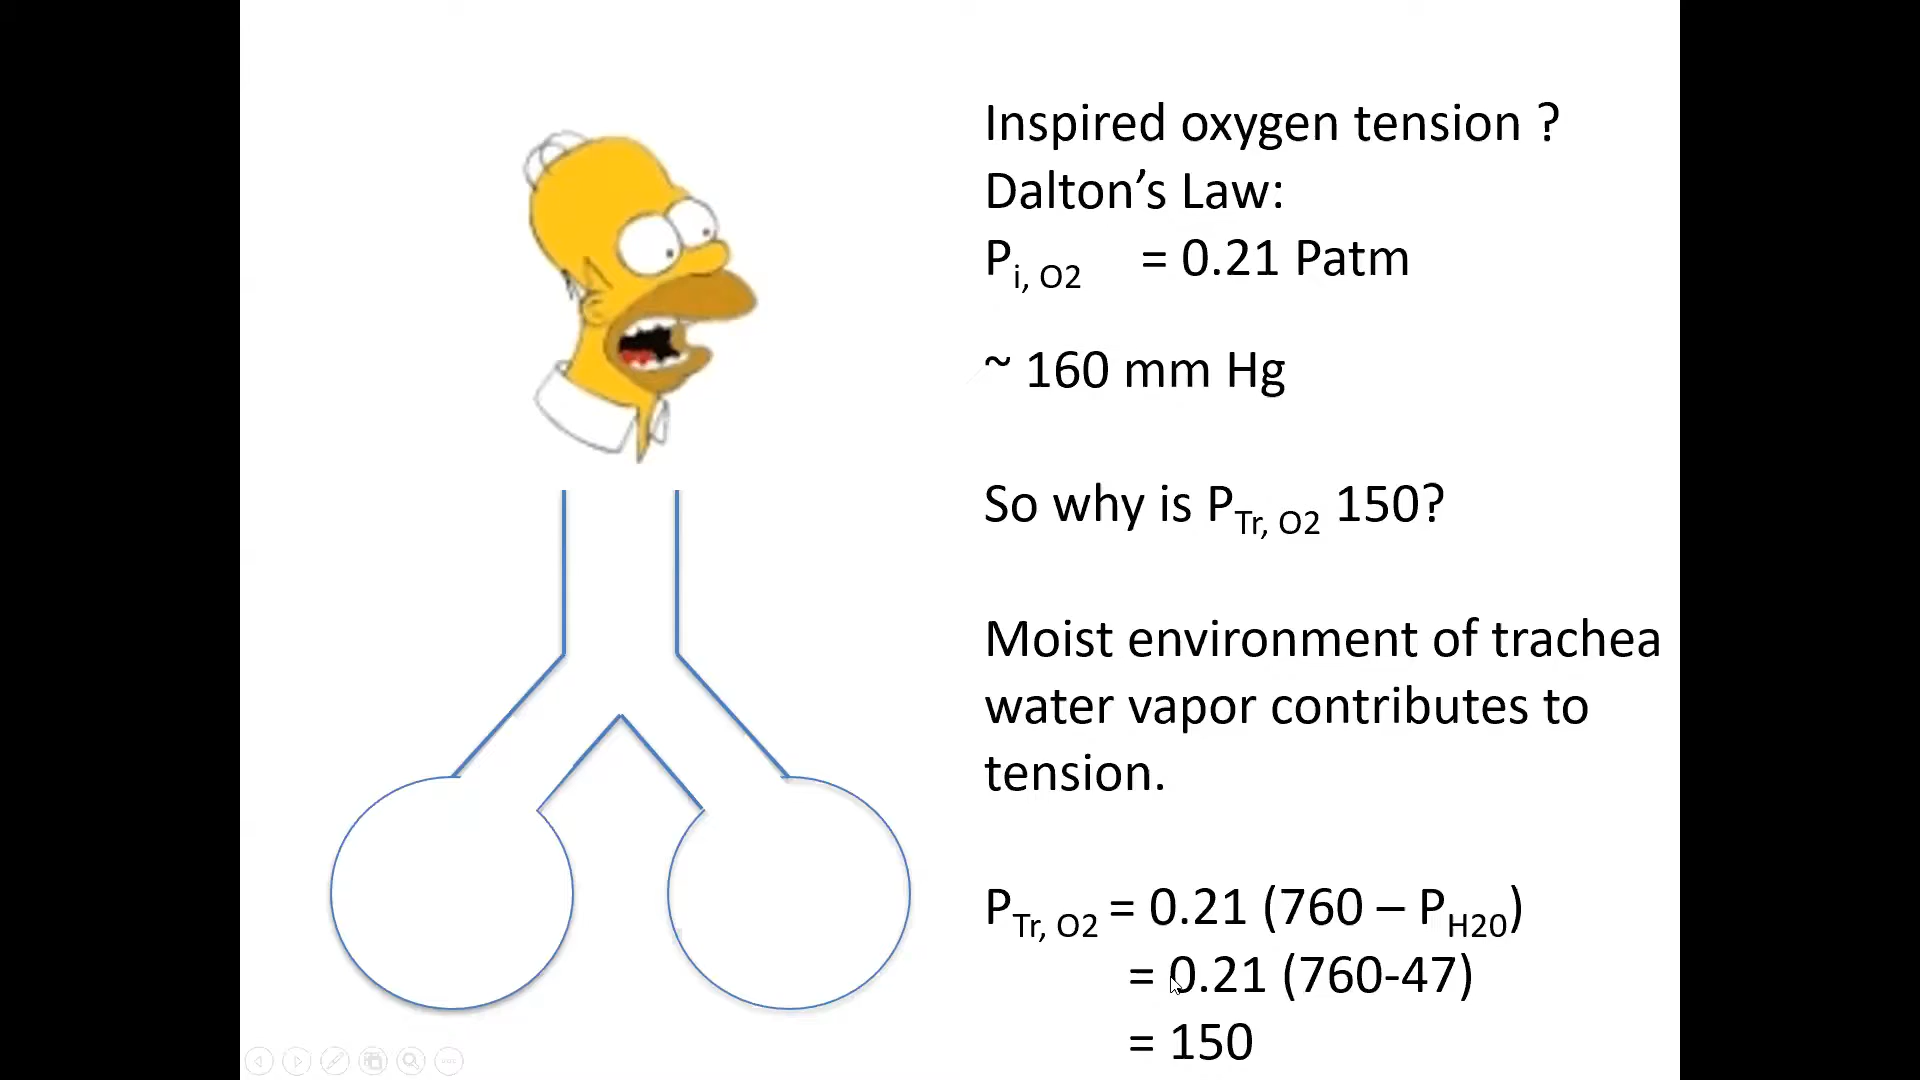 Inspired oxygen tension ?
Dalton’s Law:
Pi, O2 = 0.21 Patm
~ 160 mm Hg
So why is PTr, O2 150?
Moist environment of trachea
water vapor contributes to
tension.
PTr, O2 = 0.21 (760 – PH20)
= 0.21 (760-47)
= 150